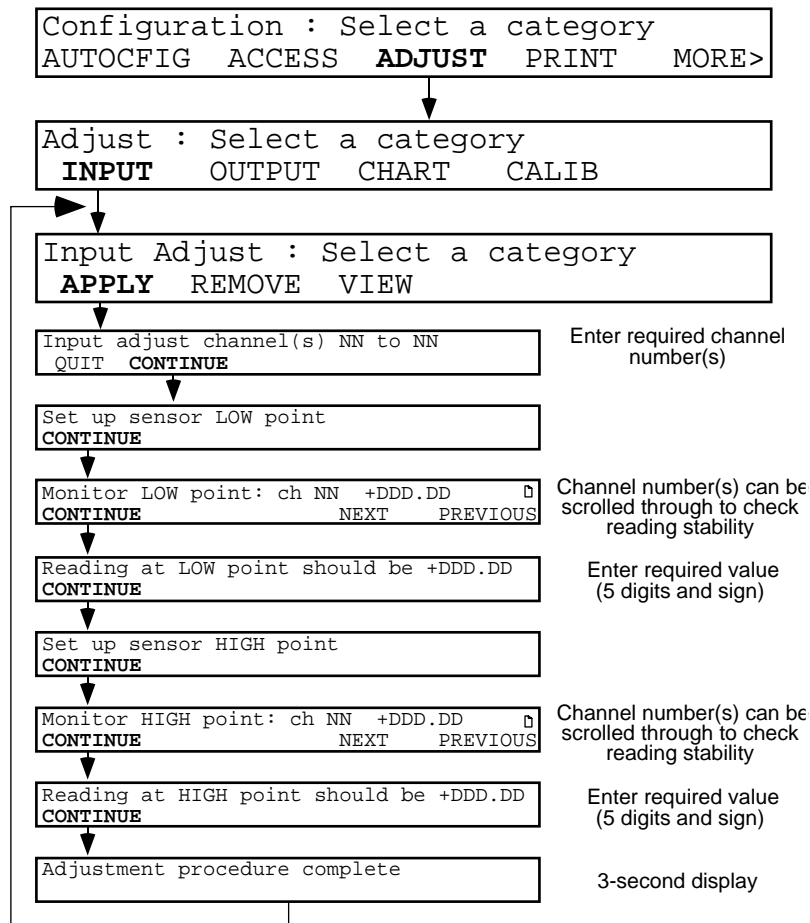 Configuration : Select a category
AUTOCFIG ACCESS ADJUST PRINT MORE>
Adjust : Select a category
INPUT OUTPUT CHART CALIB
Input Adjust : Select a category
APPLY REMOVE VIEW
Input adjust channel(s) NN to NN
QUIT CONTINUE
Enter required channel
number(s)
Set up sensor LOW point
CONTINUE
Monitor LOW point: ch NN +DDD.DD
CONTINUE NEXT PREVIOUS
Channel number(s) can be
scrolled through to check
reading stability
Reading at LOW point should be +DDD.DD
CONTINUE
Enter required value
(5 digits and sign)
Set up sensor HIGH point
CONTINUE
Monitor HIGH point: ch NN +DDD.DD
CONTINUE NEXT PREVIOUS
Channel number(s) can be
scrolled through to check
reading stability
Reading at HIGH point should be +DDD.DD
CONTINUE
Enter required value
(5 digits and sign)
Adjustment procedure complete
3-second display